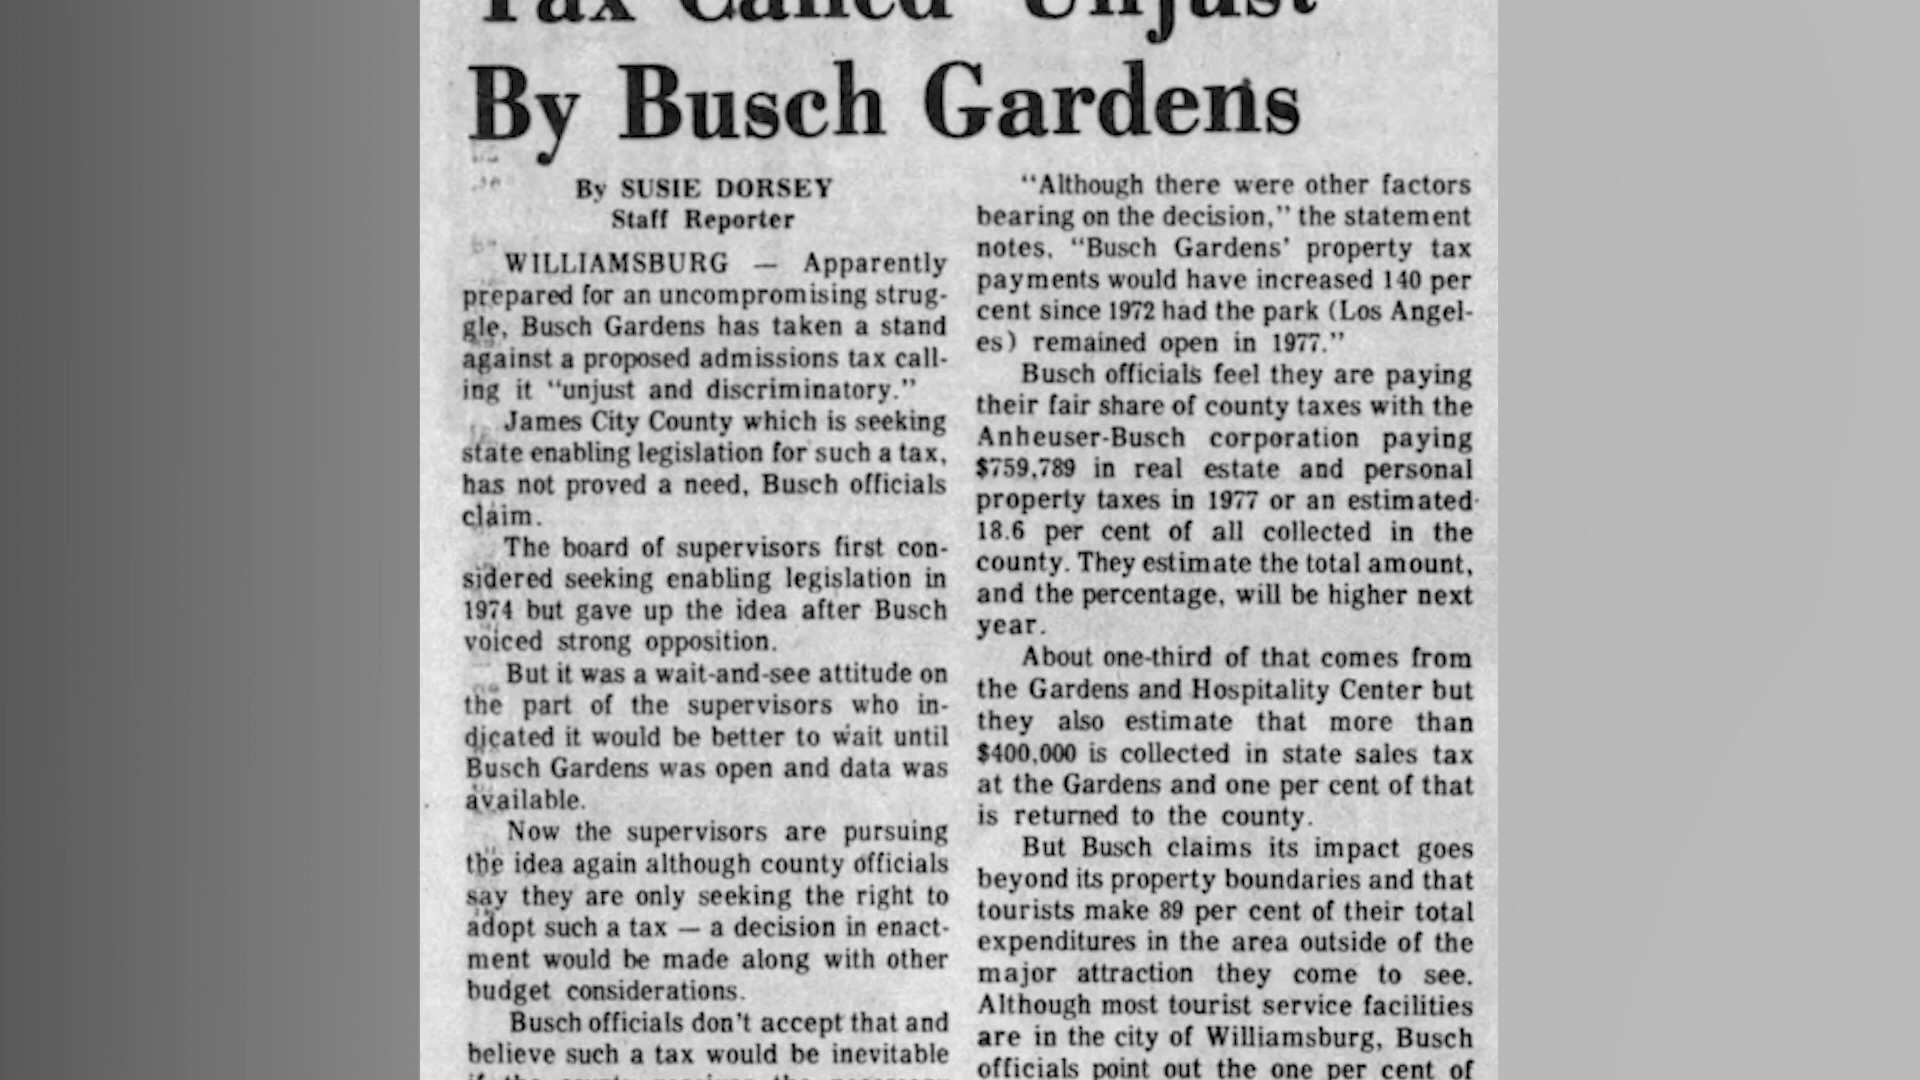 Tax Called 'Unjust'
By Busch Gardens
By SUSIE DORSEY
Staff Reporter
WILLIAMSBURG — Apparently
prepared for an uncompromising strug-
gle, Busch Gardens has taken a stand
against a proposed admissions tax call-
ing it "unjust and discriminatory."
James City County which is seeking
state enabling legislation for such a tax,
has not proved a need, Busch officials
claim.
The board of supervisors first con-
sidered seeking enabling legislation in
1974 but gave up the idea after Busch
voiced strong opposition.
But it was a wait-and-see attitude on
the part of the supervisors who in-
dicated it would be better to wait until
Busch Gardens was open and data was
available.
Now the supervisors are pursuing
the idea again although county officials
say they are only seeking the right to
adopt such a tax — a decision in enact-
ment would be made along with other
budget considerations.
Busch officials don't accept that and
believe such a tax would be inevitable
"Although there were other factors
bearing on the decision," the statement
notes, "Busch Gardens' property tax
payments would have increased 140 per
cent since 1972 had the park (Los Angel-
es) remained open in 1977."
Busch officials feel they are paying
their fair share of county taxes with the
Anheuser-Busch corporation paying
$759,789 in real estate and personal
property taxes in 1977 or an estimated
18.6 per cent of all collected in the
county. They estimate the total amount,
and the percentage, will be higher next
year.
About one-third of that comes from
the Gardens and Hospitality Center but
they also estimate that more than
$400,000 is collected in state sales tax
at the Gardens and one per cent of that
is returned to the county.
But Busch claims its impact goes
beyond its property boundaries and that
tourists make 89 per cent of their total
expenditures in the area outside of the
major attraction they come to see.
Although most tourist service facilities
are in the city of Williamsburg, Busch
officials point out the one per cent of